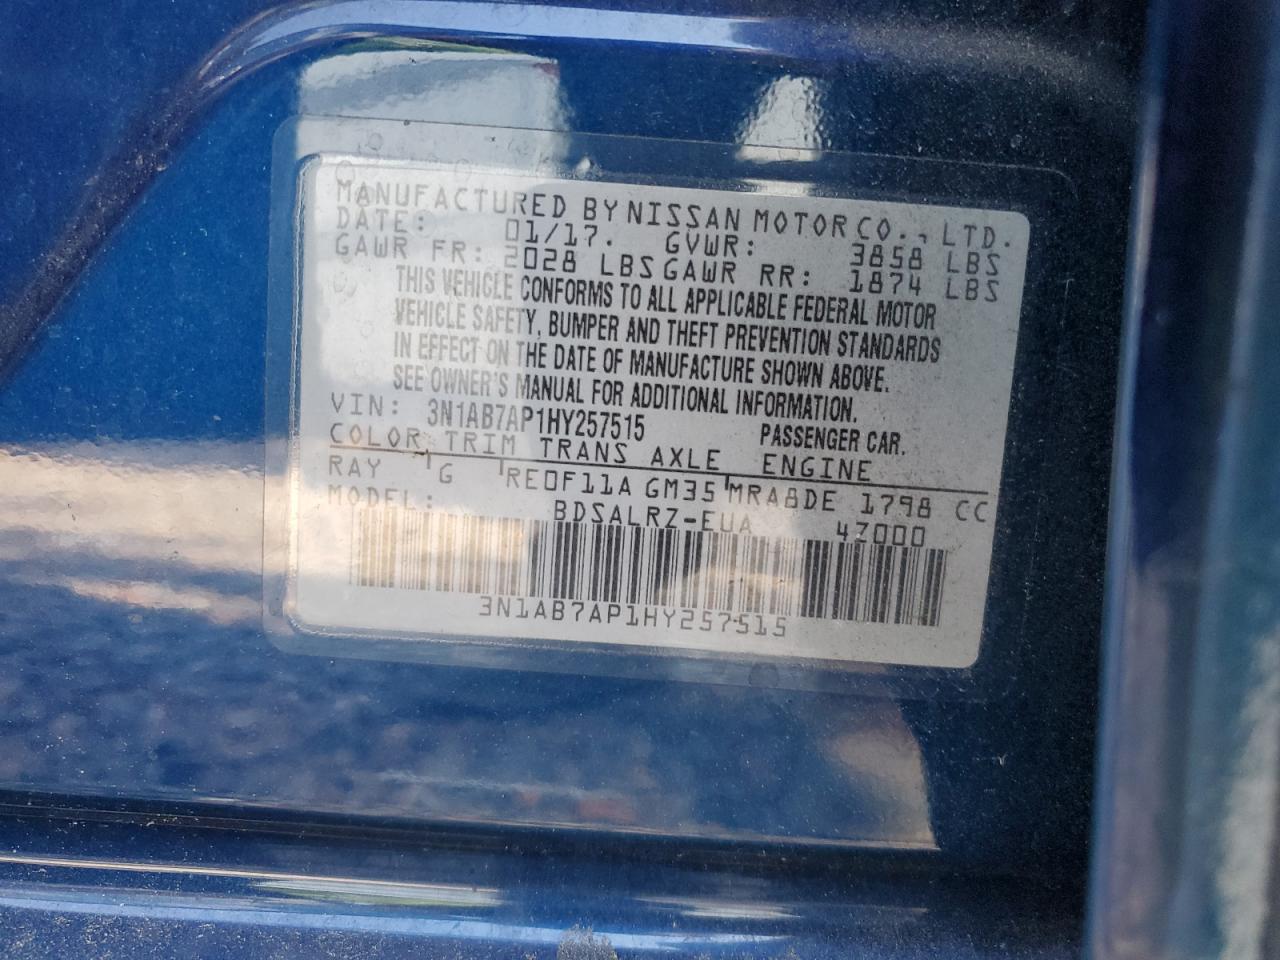 MANUFACTURED BY NISSAN MOTOR CO., LTD.
DATE: 01/17. GVWR: 3858 LBS
GAWR FR: 2028 LBS GAWR RR: 1874 LBS
THIS VEHICLE CONFORMS TO ALL APPLICABLE FEDERAL MOTOR
VEHICLE SAFETY, BUMPER AND THEFT PREVENTION STANDARDS
IN EFFECT ON THE DATE OF MANUFACTURE SHOWN ABOVE.
SEE OWNER'S MANUAL FOR ADDITIONAL INFORMATION.
VIN: 3N1AB7AP1HY257515 PASSENGER CAR.
COLOR TRIM TRANS AXLE ENGINE
RAY G RE0F11A GM35 MRA8DE 1798 CC
MODEL: BDSALRZ-EUA 4Z000
3N1AB7AP1HY257515